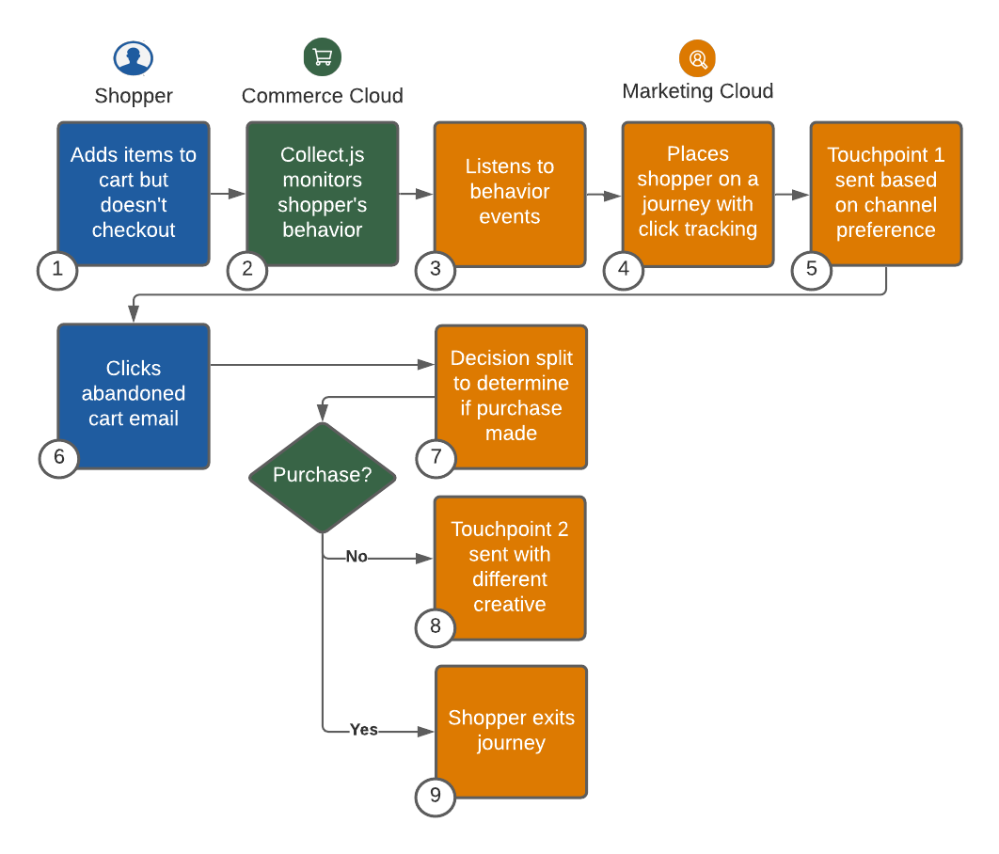 Shopper
Commerce Cloud
Marketing Cloud
Adds items to
cart but
doesn't
checkout
1
Collect.js
monitors
shopper's
behavior
2
Listens to
behavior
events
3
Places
shopper on a
journey with
click tracking
4
Touchpoint 1
sent based
on channel
preference
5
Clicks
abandoned
cart email
6
Decision split
to determine
if purchase
made
7
Purchase?
No
Touchpoint 2
sent with
different
creative
8
Yes
Shopper exits
journey
9